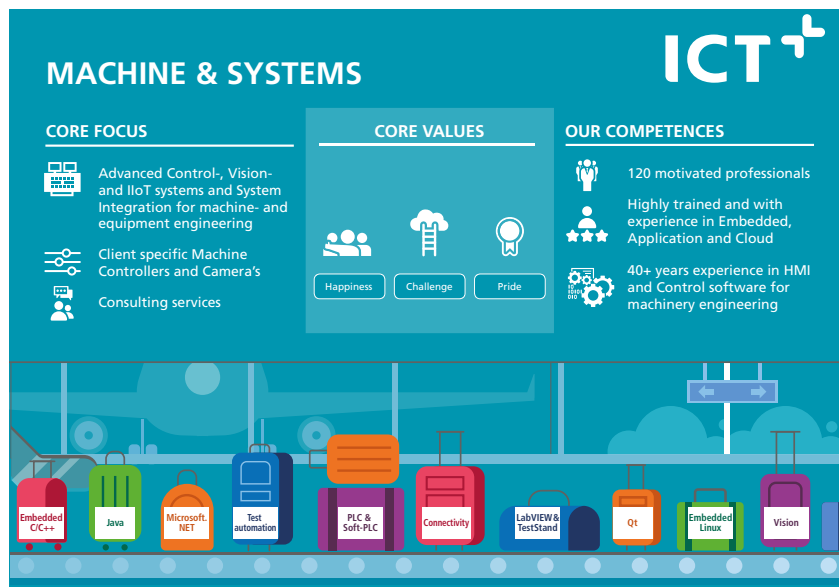 ICT
MACHINE & SYSTEMS
CORE FOCUS
Advanced Control-, Vision-
and IIoT systems and System
Integration for machine- and
equipment engineering
Client specific Machine
Controllers and Camera's
Consulting services
CORE VALUES
Happiness
Challenge
Pride
OUR COMPETENCES
120 motivated professionals
Highly trained and with
experience in Embedded,
Application and Cloud
40+ years experience in HMI
and Control software for
machinery engineering
Embedded
C/C++
Java
Microsoft.
NET
Test
automation
PLC &
Soft-PLC
Connectivity
LabVIEW&
TestStand
Qt
Embedded
Linux
Vision